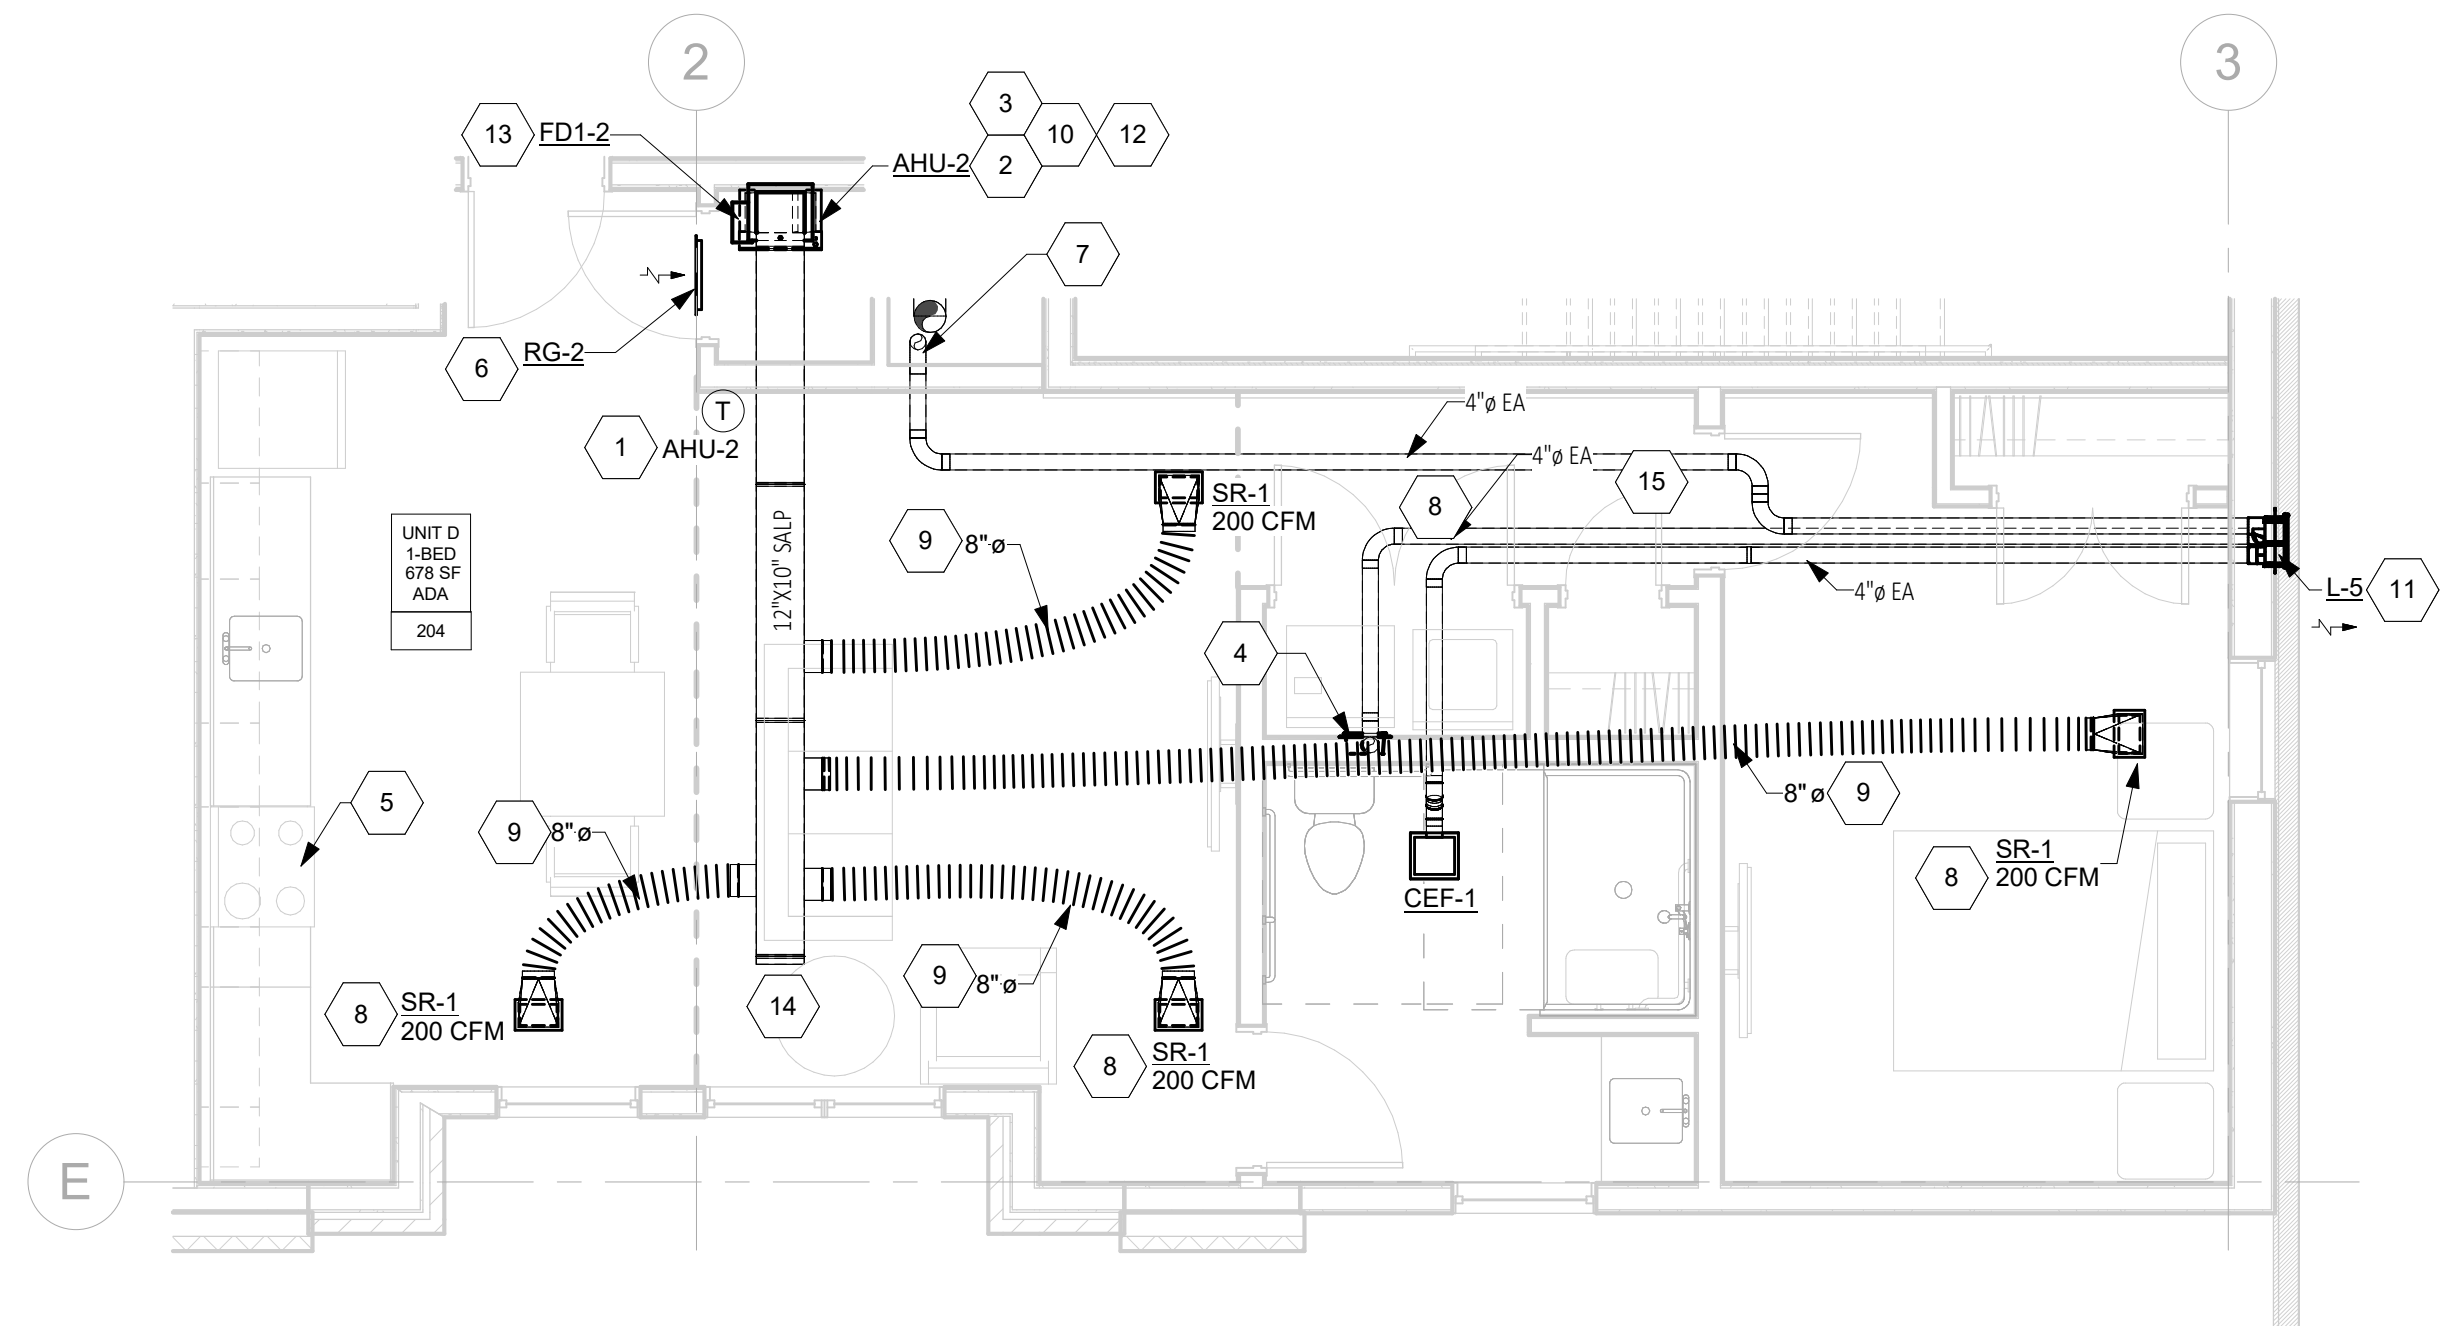 2
3
3
13
FD1-2
10
12
AHU-2
2
7
6
RG-2
T
1
AHU-2
4"ø EA
4"ø EA
15
8
SR-1
200 CFM
9
8"ø
12"X10" SALP
UNIT D
1-BED
678 SF
ADA
204
4"ø EA
L-5
11
4
5
9
8"ø
8"ø
9
SR-1
200 CFM
8
CEF-1
9
8"ø
14
8
SR-1
200 CFM
8
SR-1
200 CFM
E